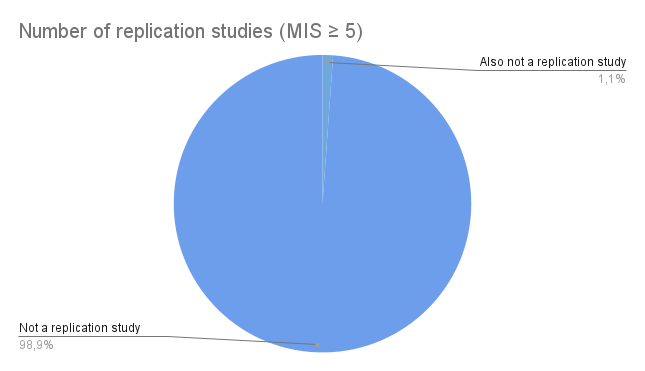 Number of replication studies (MIS ≥ 5)
Also not a replication study
1,1%
Not a replication study
98,9%